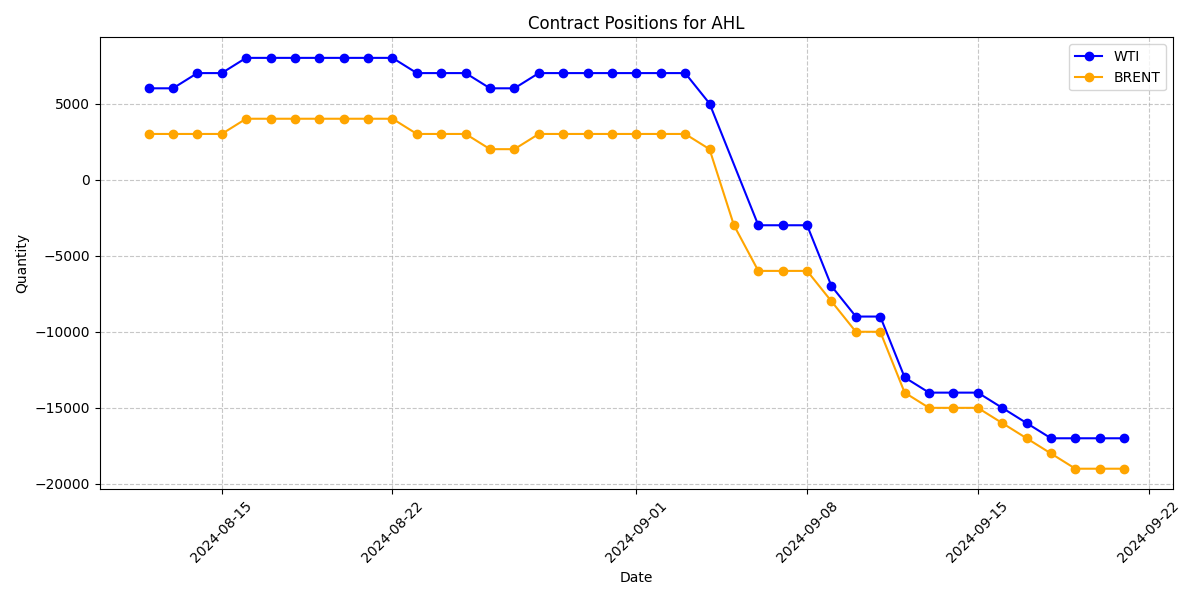 Contract Positions for AHL
WTI
BRENT
5000
0
−5000
−10000
−15000
−20000
Quantity
2024-08-15
2024-08-22
2024-09-01
2024-09-08
2024-09-15
2024-09-22
Date